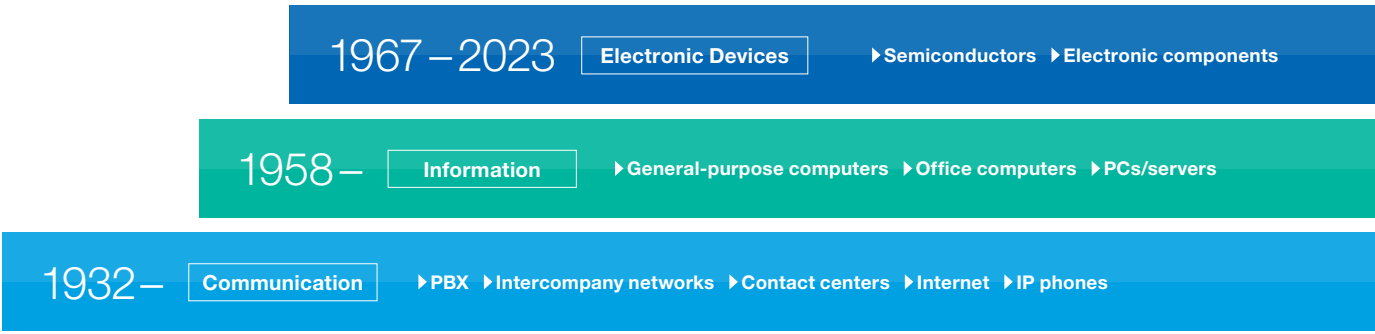 1967–2023 Electronic Devices ▶Semiconductors ▶Electronic components
1958– Information ▶General-purpose computers ▶Office computers ▶PCs/servers
1932– Communication ▶PBX ▶Intercompany networks ▶Contact centers ▶Internet ▶IP phones